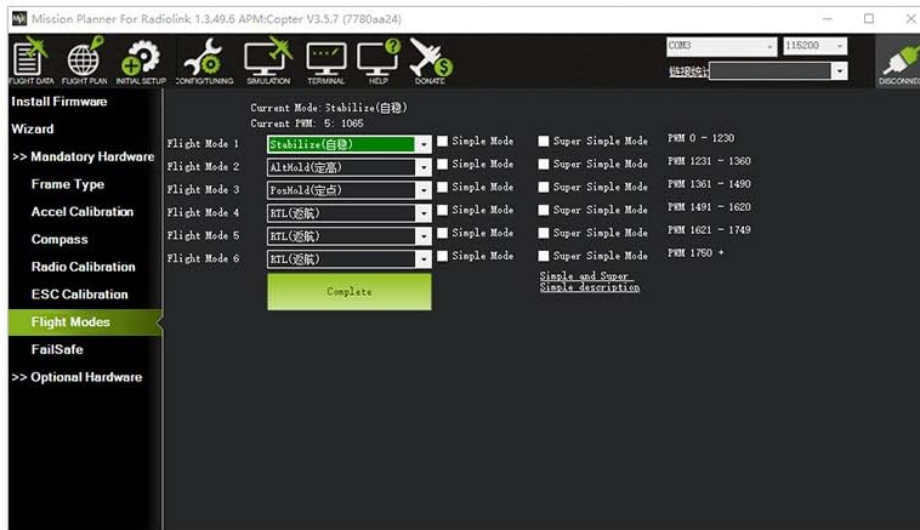 Mission Planner For Radiolink 1.3.49.6 APM:Copter V3.5.7 (7780aa24)
FLIGHT DATA FLIGHT PLAN INITIAL SETUP CONFIG/TUNING SIMULATION TERMINAL HELP DONATE
COM3 115200
链接统计
DISCONNEC
Install Firmware
Wizard
>> Mandatory Hardware
Frame Type
Accel Calibration
Compass
Radio Calibration
ESC Calibration
Flight Modes
FailSafe
>> Optional Hardware
Current Mode: Stabilize(自稳)
Current PWM: 5: 1065
Flight Mode 1 Stabilize(自稳) Simple Mode Super Simple Mode PWM 0 - 1230
Flight Mode 2 AltHold(定高) Simple Mode Super Simple Mode PWM 1231 - 1360
Flight Mode 3 PosHold(定点) Simple Mode Super Simple Mode PWM 1361 - 1490
Flight Mode 4 RTL(返航) Simple Mode Super Simple Mode PWM 1491 - 1620
Flight Mode 5 RTL(返航) Simple Mode Super Simple Mode PWM 1621 - 1749
Flight Mode 6 RTL(返航) Simple Mode Super Simple Mode PWM 1750 +
Complete
Simple and Super
Simple description